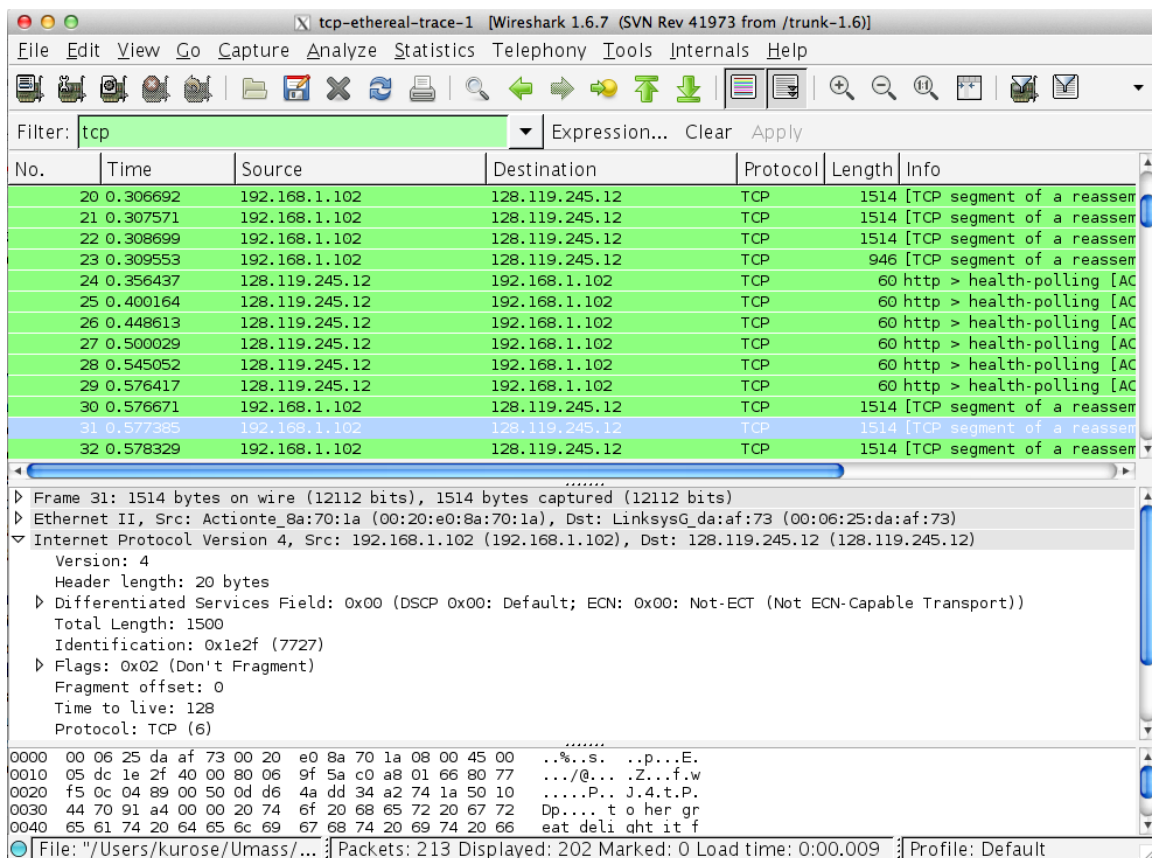 tcp-ethereal-trace-1 [Wireshark 1.6.7 (SVN Rev 41973 from /trunk-1.6)]
File Edit View Go Capture Analyze Statistics Telephony Tools Internals Help
Filter: tcp Expression... Clear Apply
No. Time Source Destination Protocol Length Info
20 0.306692 192.168.1.102 128.119.245.12 TCP 1514 [TCP segment of a reassem
21 0.307571 192.168.1.102 128.119.245.12 TCP 1514 [TCP segment of a reassem
22 0.308699 192.168.1.102 128.119.245.12 TCP 1514 [TCP segment of a reassem
23 0.309553 192.168.1.102 128.119.245.12 TCP 946 [TCP segment of a reassem
24 0.356437 128.119.245.12 192.168.1.102 TCP 60 http > health-polling [AC
25 0.400164 128.119.245.12 192.168.1.102 TCP 60 http > health-polling [AC
26 0.448613 128.119.245.12 192.168.1.102 TCP 60 http > health-polling [AC
27 0.500029 128.119.245.12 192.168.1.102 TCP 60 http > health-polling [AC
28 0.545052 128.119.245.12 192.168.1.102 TCP 60 http > health-polling [AC
29 0.576417 128.119.245.12 192.168.1.102 TCP 60 http > health-polling [AC
30 0.576671 192.168.1.102 128.119.245.12 TCP 1514 [TCP segment of a reassem
31 0.577385 192.168.1.102 128.119.245.12 TCP 1514 [TCP segment of a reassem
32 0.578329 192.168.1.102 128.119.245.12 TCP 1514 [TCP segment of a reassem
Frame 31: 1514 bytes on wire (12112 bits), 1514 bytes captured (12112 bits)
Ethernet II, Src: Actionte_8a:70:1a (00:20:e0:8a:70:1a), Dst: LinksysG_da:af:73 (00:06:25:da:af:73)
Internet Protocol Version 4, Src: 192.168.1.102 (192.168.1.102), Dst: 128.119.245.12 (128.119.245.12)
Version: 4
Header length: 20 bytes
Differentiated Services Field: 0x00 (DSCP 0x00: Default; ECN: 0x00: Not-ECT (Not ECN-Capable Transport))
Total Length: 1500
Identification: 0x1e2f (7727)
Flags: 0x02 (Don't Fragment)
Fragment offset: 0
Time to live: 128
Protocol: TCP (6)
0000 00 06 25 da af 73 00 20 e0 8a 70 1a 08 00 45 00 ..%..s. ..p...E.
0010 05 dc 1e 2f 40 00 80 06 9f 5a c0 a8 01 66 80 77 .../@... .Z...f.w
0020 f5 0c 04 89 00 50 0d d6 4a dd 34 a2 74 1a 50 10 .....P.. J.4.t.P.
0030 44 70 91 a4 00 00 20 74 6f 20 68 65 72 20 67 72 Dp.... t o her gr
0040 65 61 74 20 64 65 6c 69 67 68 74 20 69 74 20 66 eat deli ght it f
File: "/Users/kurose/Umass/... Packets: 213 Displayed: 202 Marked: 0 Load time: 0:00.009 Profile: Default